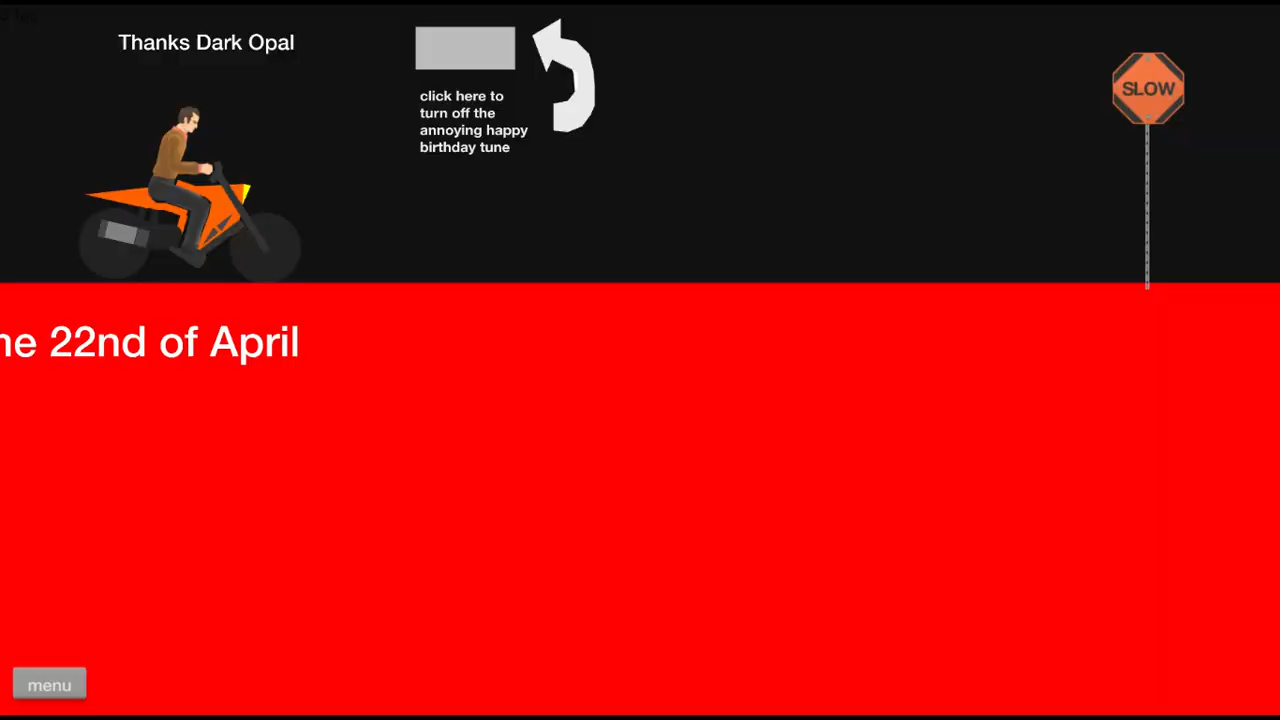 Thanks Dark Opal
click here to
turn off the
annoying happy
birthday tune
SLOW
he 22nd of April
menu